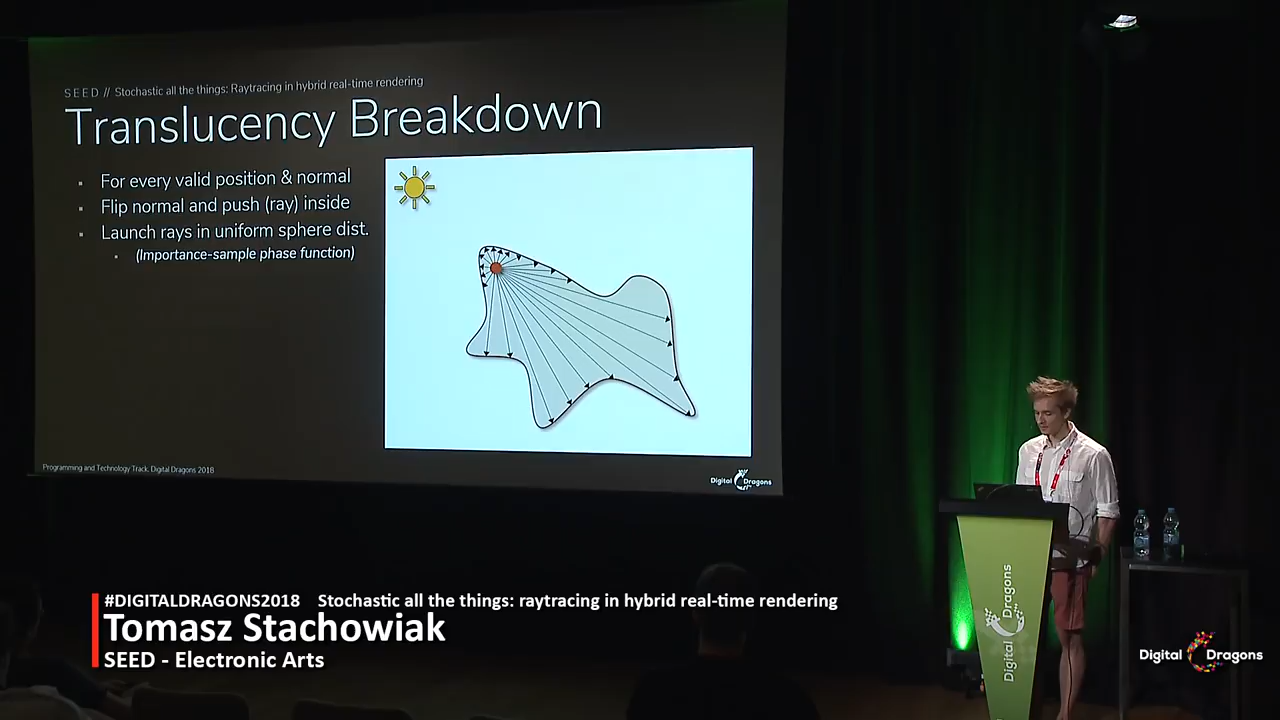 SEED // Stochastic all the things: Raytracing in hybrid real-time rendering
Translucency Breakdown
For every valid position & normal
Flip normal and push (ray) inside
Launch rays in uniform sphere dist.
(Importance-sample phase function)
Programming and Technology Track, Digital Dragons 2018
Digital Dragons
#DIGITALDRAGONS2018 Stochastic all the things: raytracing in hybrid real-time rendering
Tomasz Stachowiak
SEED - Electronic Arts
Digital Dragons
Digital Dragons